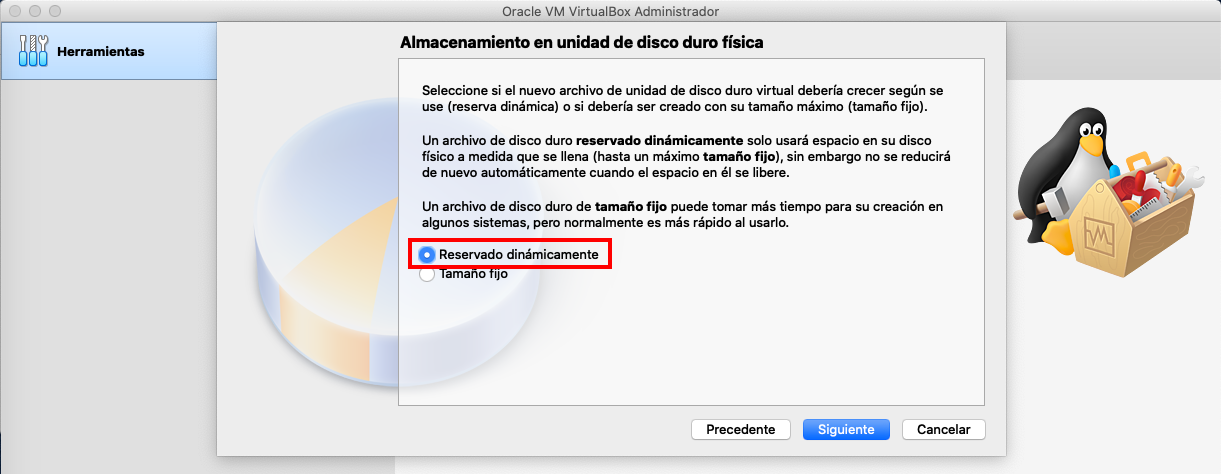 Oracle VM VirtualBox Administrador
Herramientas
Almacenamiento en unidad de disco duro física
Seleccione si el nuevo archivo de unidad de disco duro virtual debería crecer según se
use (reserva dinámica) o si debería ser creado con su tamaño máximo (tamaño fijo).
Un archivo de disco duro reservado dinámicamente solo usará espacio en su disco
físico a medida que se llena (hasta un máximo tamaño fijo), sin embargo no se reducirá
de nuevo automáticamente cuando el espacio en él se libere.
Un archivo de disco duro de tamaño fijo puede tomar más tiempo para su creación en
algunos sistemas, pero normalmente es más rápido al usarlo.
Reservado dinámicamente
Tamaño fijo
Precedente
Siguiente
Cancelar